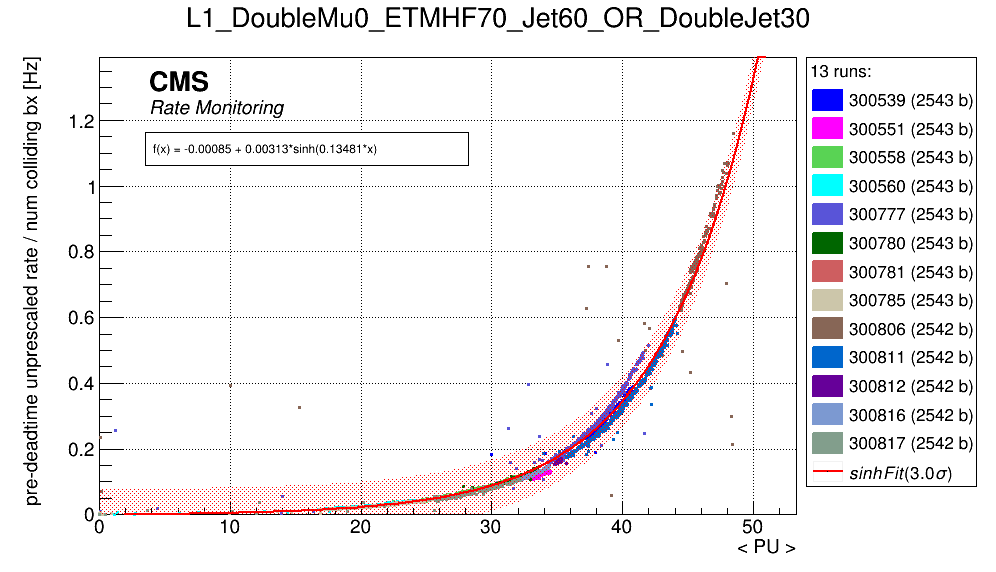 L1_DoubleMu0_ETMHF70_Jet60_OR_DoubleJet30
pre-deadtime unprescaled rate / num colliding bx [Hz]
CMS
Rate Monitoring
f(x) = -0.00085 + 0.00313*sinh(0.13481*x)
1.2
1
0.8
0.6
0.4
0.2
0
0 10 20 30 40 50
< PU >
13 runs:
300539 (2543 b)
300551 (2543 b)
300558 (2543 b)
300560 (2543 b)
300777 (2543 b)
300780 (2543 b)
300781 (2543 b)
300785 (2543 b)
300806 (2542 b)
300811 (2542 b)
300812 (2542 b)
300816 (2542 b)
300817 (2542 b)
sinhFit(3.0σ)